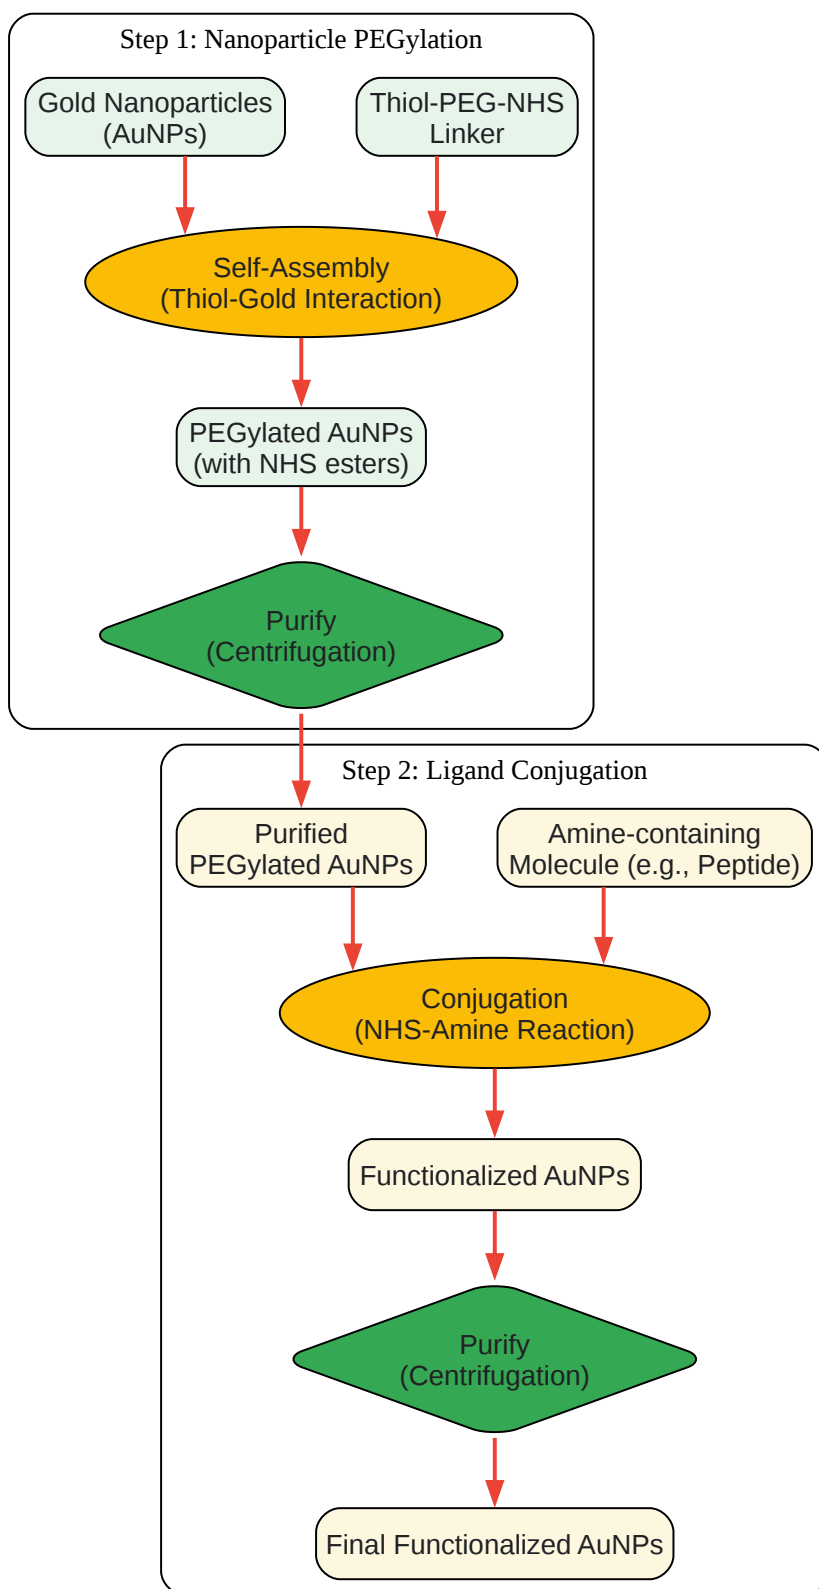 Step 1: Nanoparticle PEGylation
Gold Nanoparticles
(AuNPs)
Thiol-PEG-NHS
Linker
Self-Assembly
(Thiol-Gold Interaction)
PEGylated AuNPs
(with NHS esters)
Purify
(Centrifugation)
Step 2: Ligand Conjugation
Purified
PEGylated AuNPs
Amine-containing
Molecule (e.g., Peptide)
Conjugation
(NHS-Amine Reaction)
Functionalized AuNPs
Purify
(Centrifugation)
Final Functionalized AuNPs